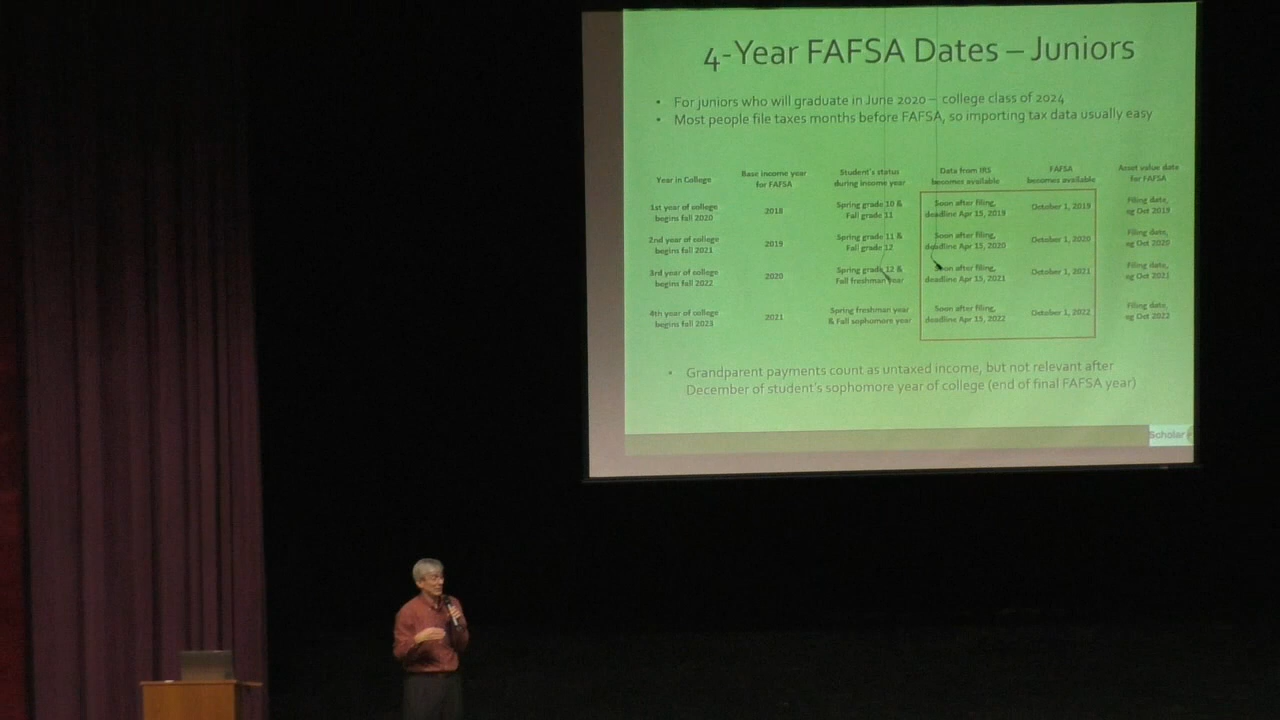 4-Year FAFSA Dates – Juniors
• For juniors who will graduate in June 2020 – college class of 2024
• Most people file taxes months before FAFSA, so importing tax data usually easy
Year in College
Base income year
for FAFSA
Student's status
during income year
Data from IRS
becomes available
FAFSA
becomes available
Asset value date
for FAFSA
1st year of college
begins fall 2020
2018
Spring grade 10 &
Fall grade 11
Soon after filing,
deadline Apr 15, 2019
October 1, 2019
Filing date,
eg Oct 2019
2nd year of college
begins fall 2021
2019
Spring grade 11 &
Fall grade 12
Soon after filing,
deadline Apr 15, 2020
October 1, 2020
Filing date,
eg Oct 2020
3rd year of college
begins fall 2022
2020
Spring grade 12 &
Fall freshman year
Soon after filing,
deadline Apr 15, 2021
October 1, 2021
Filing date,
eg Oct 2021
4th year of college
begins fall 2023
2021
Spring freshman year
& Fall sophomore year
Soon after filing,
deadline Apr 15, 2022
October 1, 2022
Filing date,
eg Oct 2022
• Grandparent payments count as untaxed income, but not relevant after
December of student's sophomore year of college (end of final FAFSA year)
Scholar